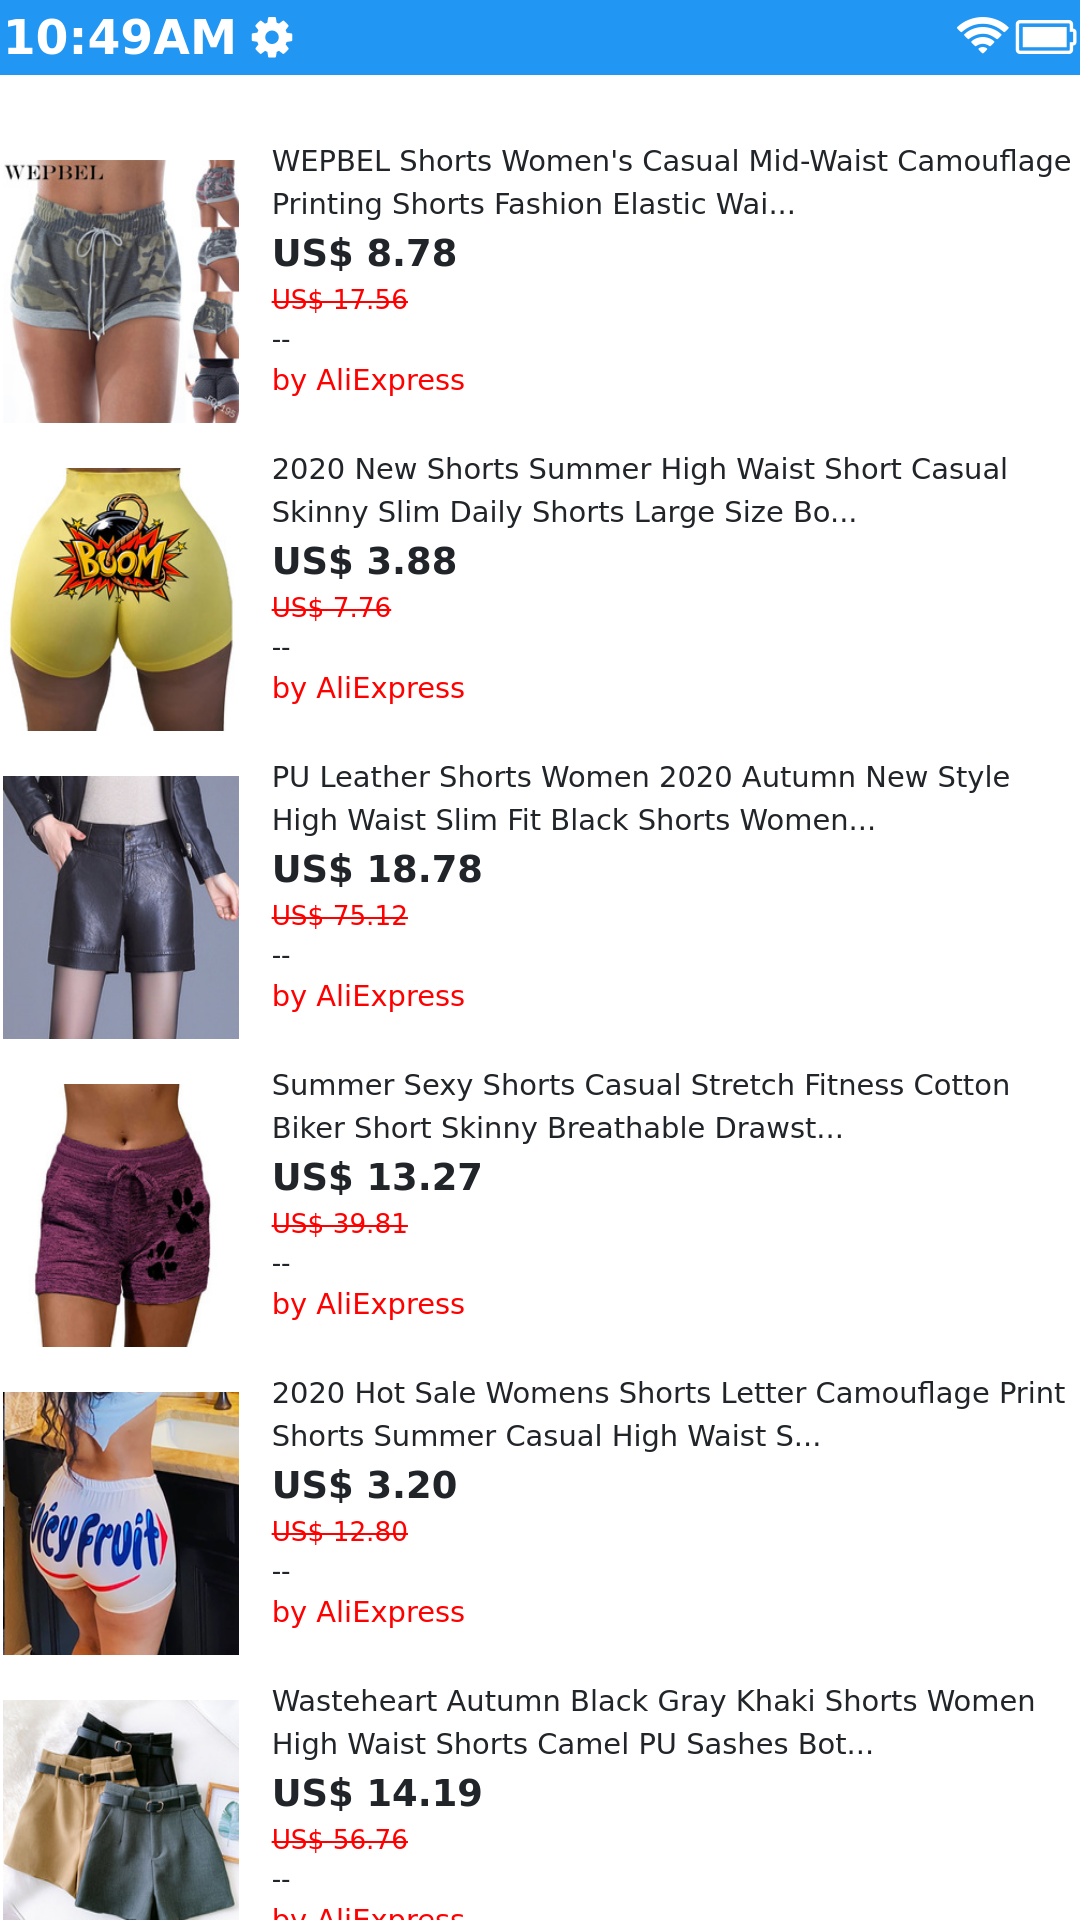 10:49AM
WEPBEL
WEPBEL Shorts Women's Casual Mid-Waist Camouflage
Printing Shorts Fashion Elastic Wai...
US$ 8.78
US$ 17.56
--
by AliExpress
2020 New Shorts Summer High Waist Short Casual
Skinny Slim Daily Shorts Large Size Bo...
BOOM
US$ 3.88
US$ 7.76
--
by AliExpress
PU Leather Shorts Women 2020 Autumn New Style
High Waist Slim Fit Black Shorts Women...
US$ 18.78
US$ 75.12
--
by AliExpress
Summer Sexy Shorts Casual Stretch Fitness Cotton
Biker Short Skinny Breathable Drawst...
US$ 13.27
US$ 39.81
--
by AliExpress
2020 Hot Sale Womens Shorts Letter Camouflage Print
Shorts Summer Casual High Waist S...
US$ 3.20
uicy Fruit
US$ 12.80
--
by AliExpress
Wasteheart Autumn Black Gray Khaki Shorts Women
High Waist Shorts Camel PU Sashes Bot...
US$ 14.19
US$ 56.76
--
by AliExpress